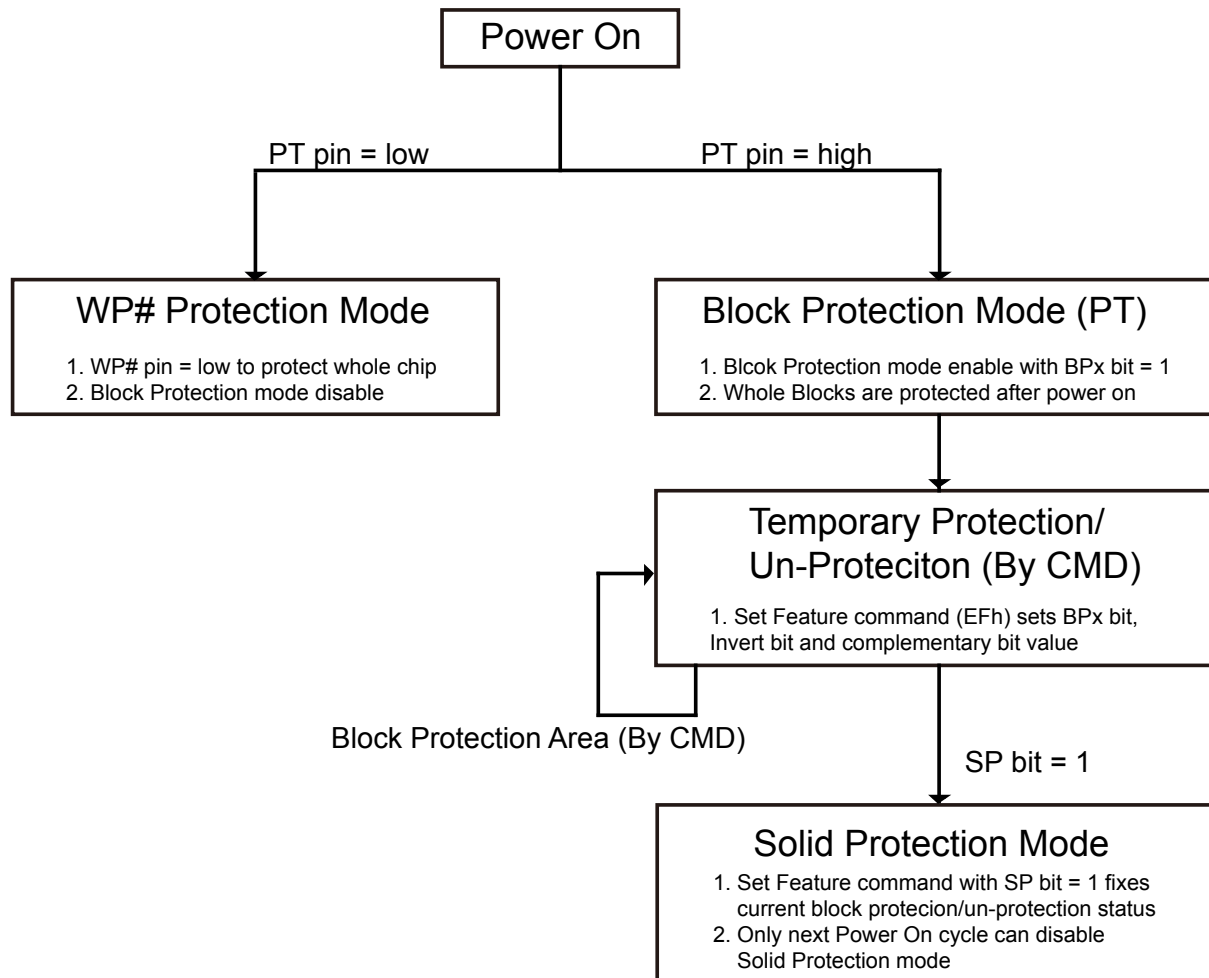 Power On
PT pin = low
PT pin = high
WP# Protection Mode
1. WP# pin = low to protect whole chip
2. Block Protection mode disable
Block Protection Mode (PT)
1. Blcok Protection mode enable with BPx bit = 1
2. Whole Blocks are protected after power on
Temporary Protection/
Un-Proteciton (By CMD)
1. Set Feature command (EFh) sets BPx bit,
Invert bit and complementary bit value
Block Protection Area (By CMD)
SP bit = 1
Solid Protection Mode
1. Set Feature command with SP bit = 1 fixes
current block protecion/un-protection status
2. Only next Power On cycle can disable
Solid Protection mode